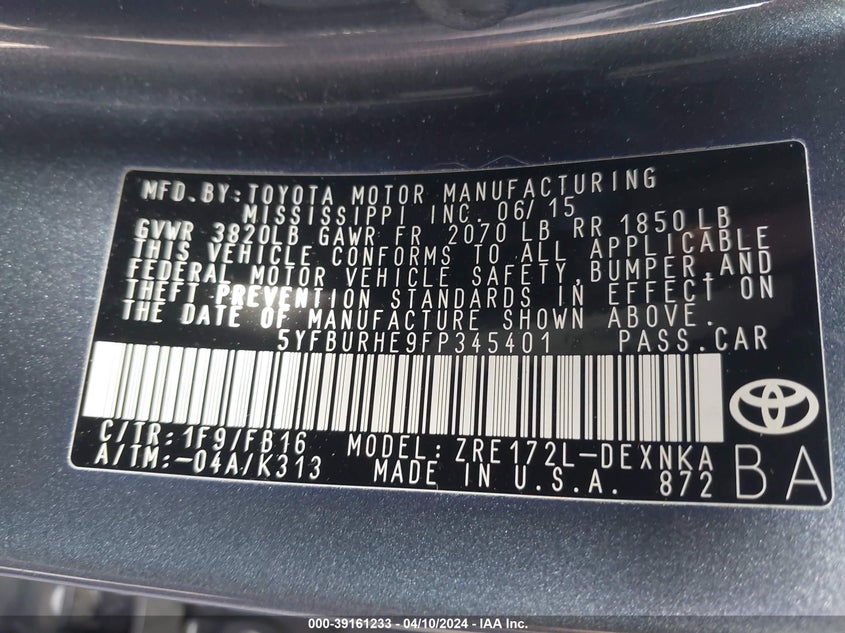 MFD. BY: TOYOTA MOTOR MANUFACTURING
MISSISSIPPI INC. 06/15
GVWR 3820LB GAWR FR 2070 LB RR 1850 LB
THIS VEHICLE CONFORMS TO ALL APPLICABLE
FEDERAL MOTOR VEHICLE SAFETY, BUMPER, AND
THEFT PREVENTION STANDARDS IN EFFECT ON
THE DATE OF MANUFACTURE SHOWN ABOVE.
5YFBURHE9FP345401 PASS. CAR
C/TR: 1F9/FB16 MODEL: ZRE172L-DEXNKA
A/TM: -04A/K313 MADE IN U.S.A. 872 BA
000-39161233 - 04/10/2024 - IAA Inc.